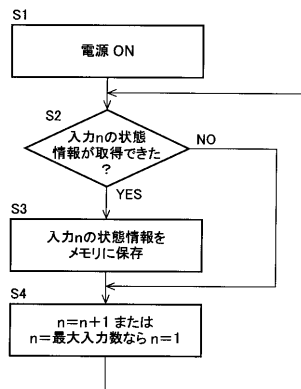 S1
電源 ON
S2
入力nの状態
情報が取得できた
?
NO
YES
S3
入力nの状態情報を
メモリに保存
S4
n=n+1 または
n=最大入力数なら n=1